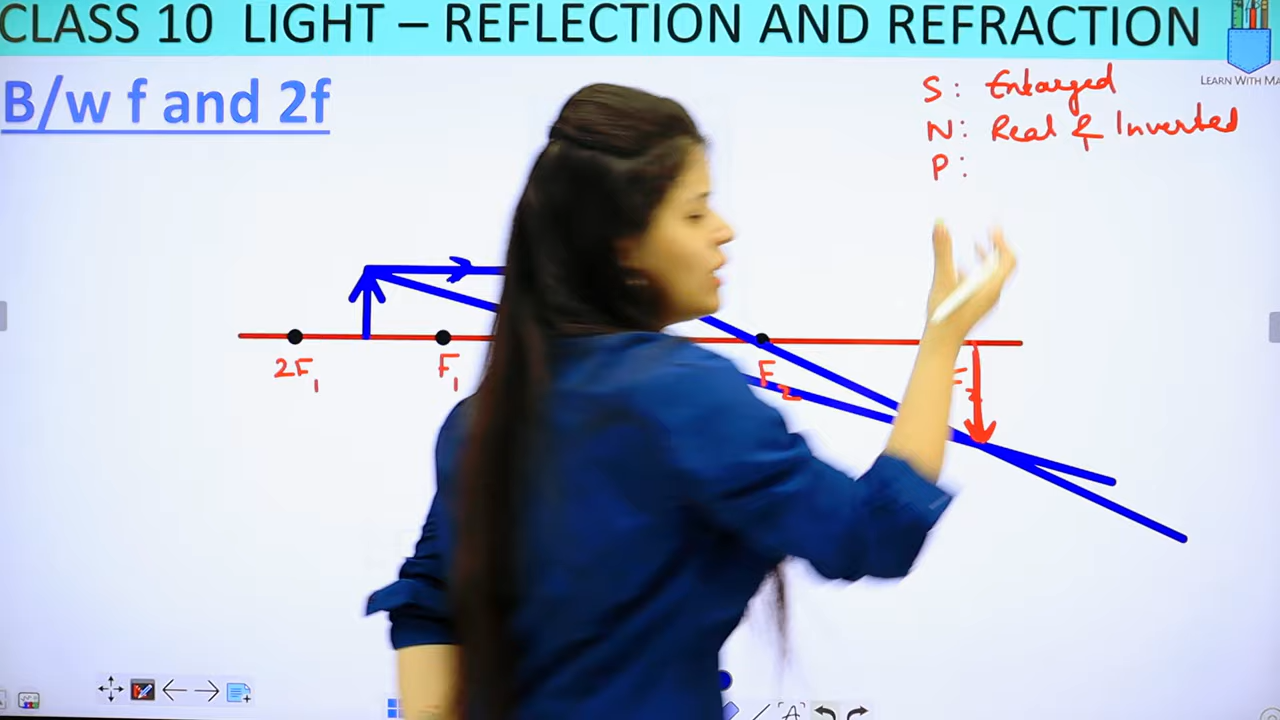 CLASS 10 LIGHT – REFLECTION AND REFRACTION
LEARN WITH MA
B/w f and 2f
S: Enlarged
N: Real & Inverted
P:
2F1
F1
F2